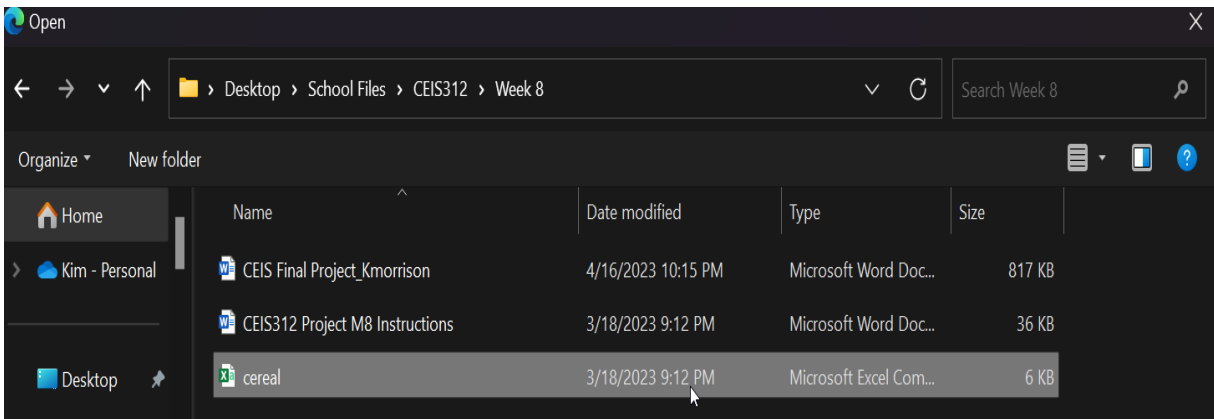 Open
Desktop › School Files › CEIS312 › Week 8 Search Week 8
Organize New folder
Home Name Date modified Type Size
Kim - Personal CEIS Final Project_Kmorrison 4/16/2023 10:15 PM Microsoft Word Doc... 817 KB
CEIS312 Project M8 Instructions 3/18/2023 9:12 PM Microsoft Word Doc... 36 KB
Desktop cereal 3/18/2023 9:12 PM Microsoft Excel Com... 6 KB